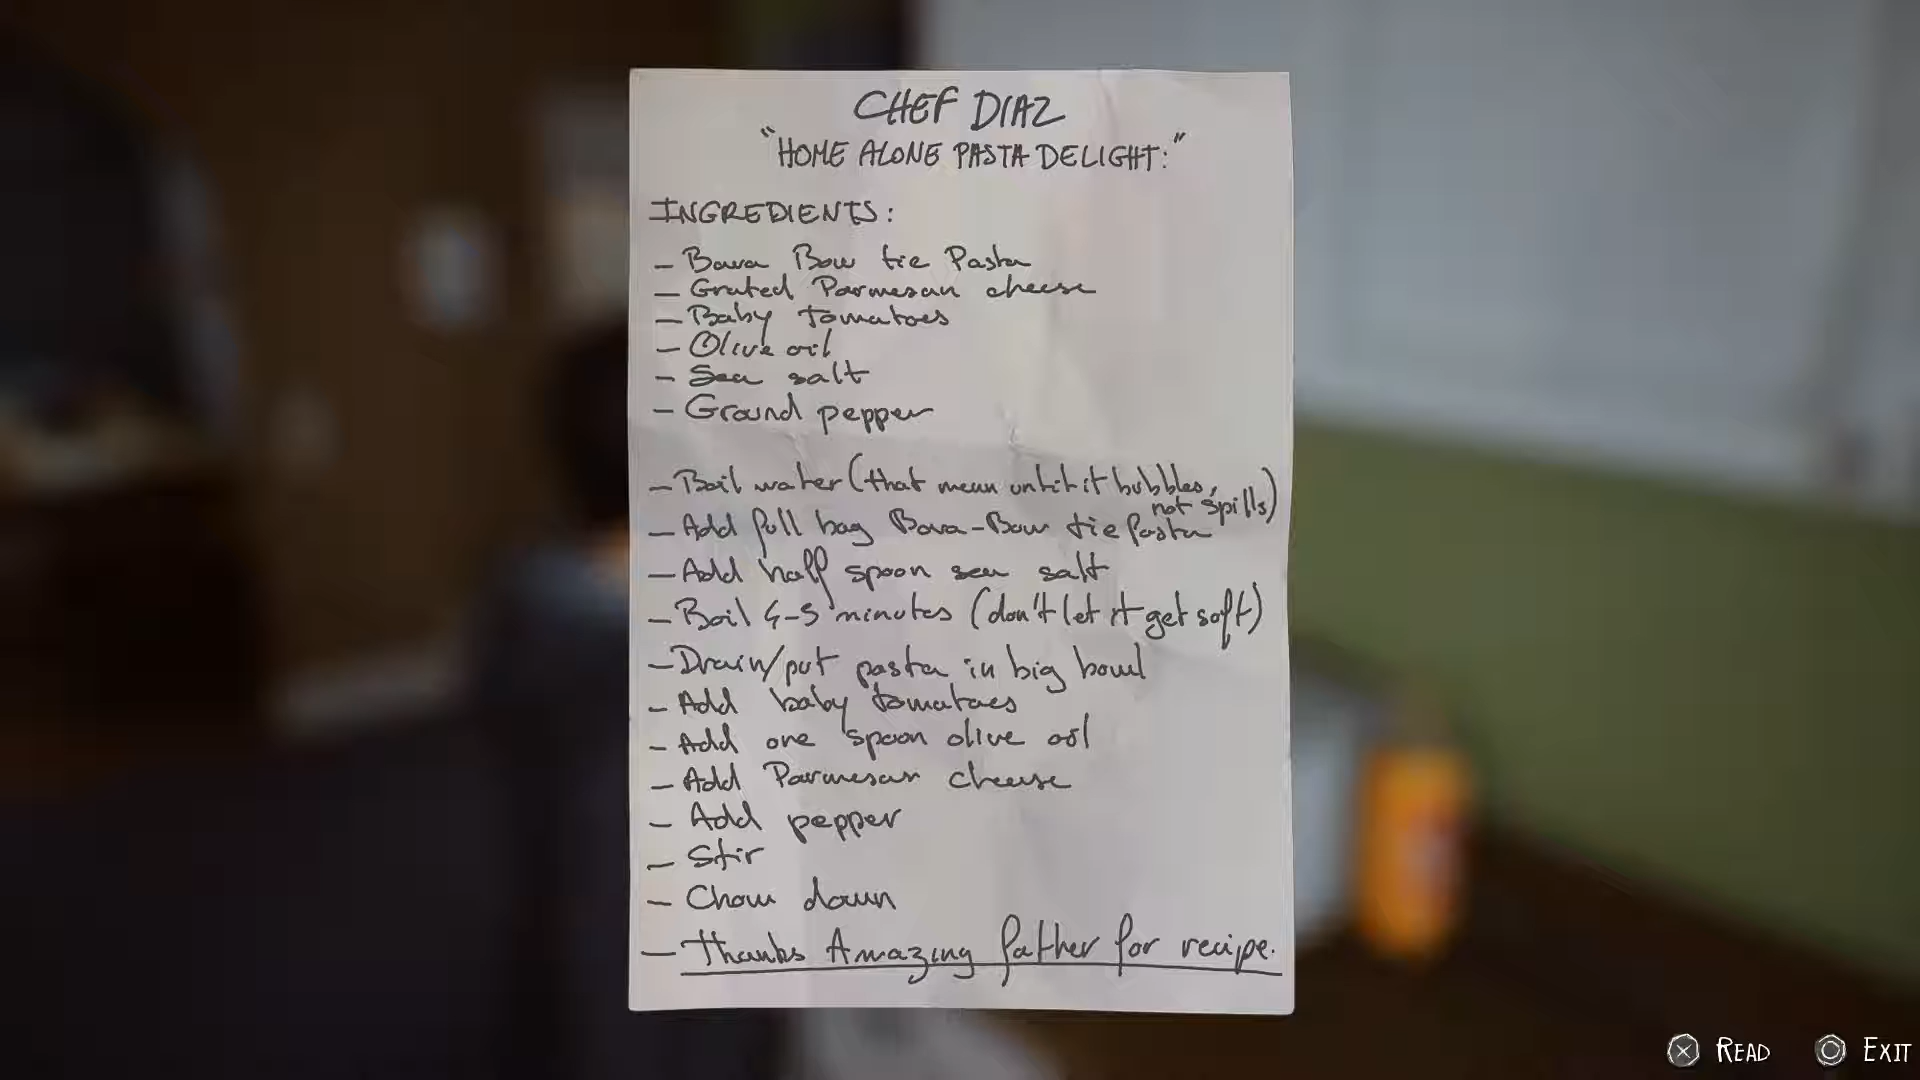 CHEF DIAZ
"HOME ALONE PASTA DELIGHT:"
INGREDIENTS:
- Bava Bow tie Pasta
- Grated Parmesan cheese
- Baby tomatoes
- Olive oil
- Sea salt
- Ground pepper
- Boil water (that mean until it bubbles,
not spills)
- Add full bag Bova-Bow tie Pasta
- Add half spoon sea salt
- Boil 4-5 minutes (don't let it get soft)
- Drain/put pasta in big bowl
- Add baby tomatoes
- Add one spoon olive oil
- Add Parmesan cheese
- Add pepper
- Stir
- Chow down
- Thanks Amazing father for recipe.
READ EXIT